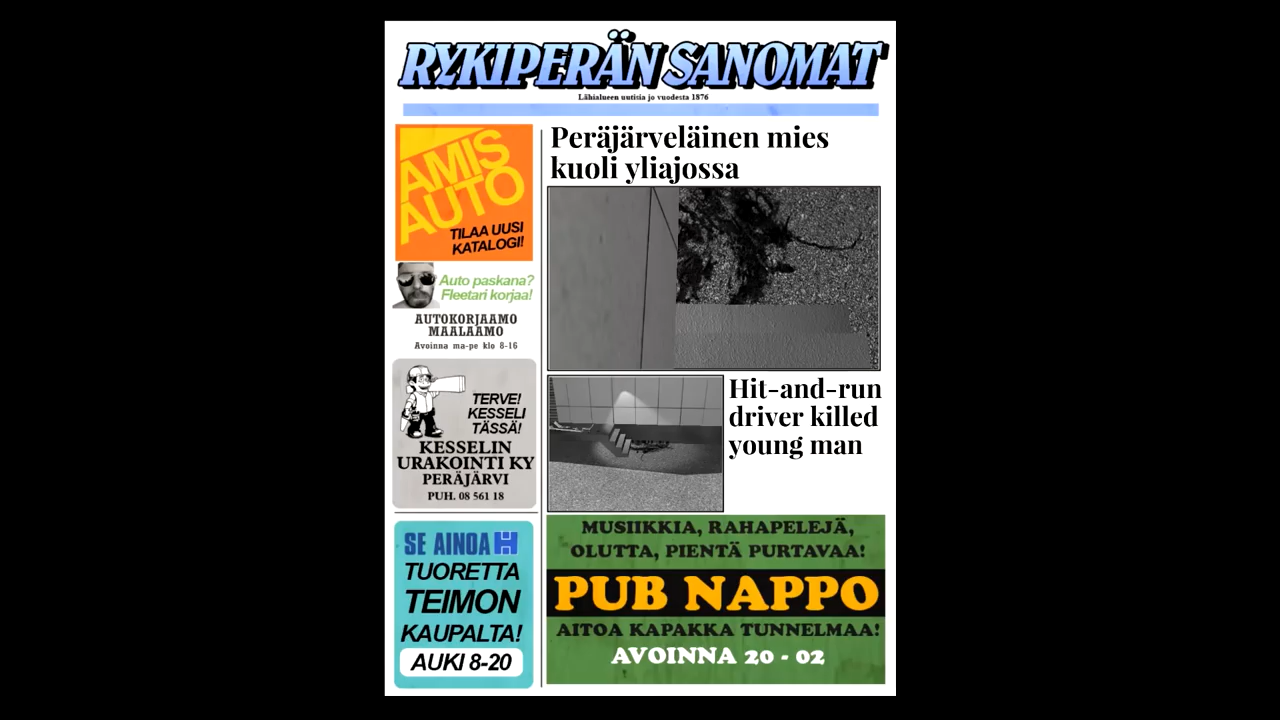 RYKIPERÄN SANOMAT
Lähialueen uutisia jo vuodesta 1876
AMIS
AUTO
TILAA UUSI
KATALOGI!
Auto paskana?
Fleetari korjaa!
AUTOKORJAAMO
MAALAAMO
Avoinna ma-pe klo 8-16
TERVE!
KESSELI
TÄSSÄ!
KESSELIN
URAKOINTI KY
PERÄJÄRVI
PUH. 08 561 18
SE AINOA H
TUORETTA
TEIMON
KAUPALTA!
AUKI 8-20
Peräjärveläinen mies
kuoli yliajossa
Hit-and-run
driver killed
young man
MUSIIKKIA, RAHAPELEJÄ,
OLUTTA, PIENTÄ PURTAVAA!
PUB NAPPO
AITOA KAPAKKA TUNNELMAA!
AVOINNA 20 - 02